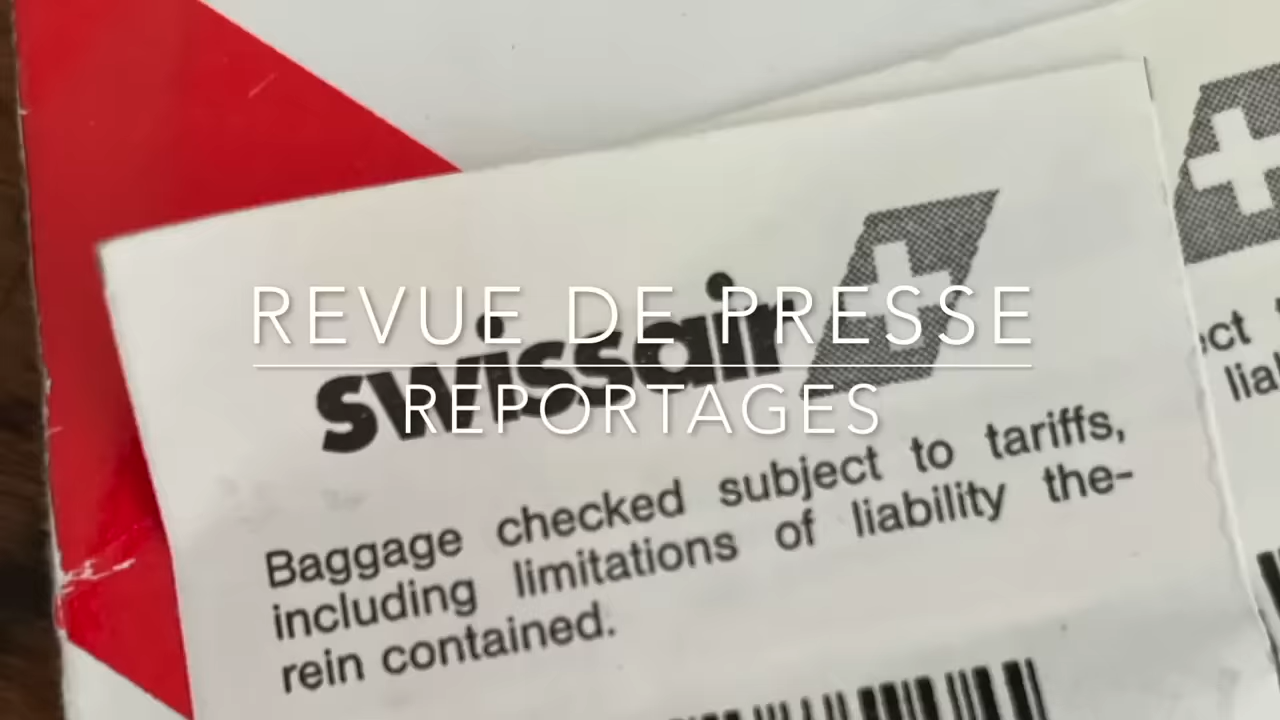 REVUE DE PRESSE
REPORTAGES
swissair
Baggage checked subject to tariffs,
including limitations of liability the-
rein contained.
ect
lia